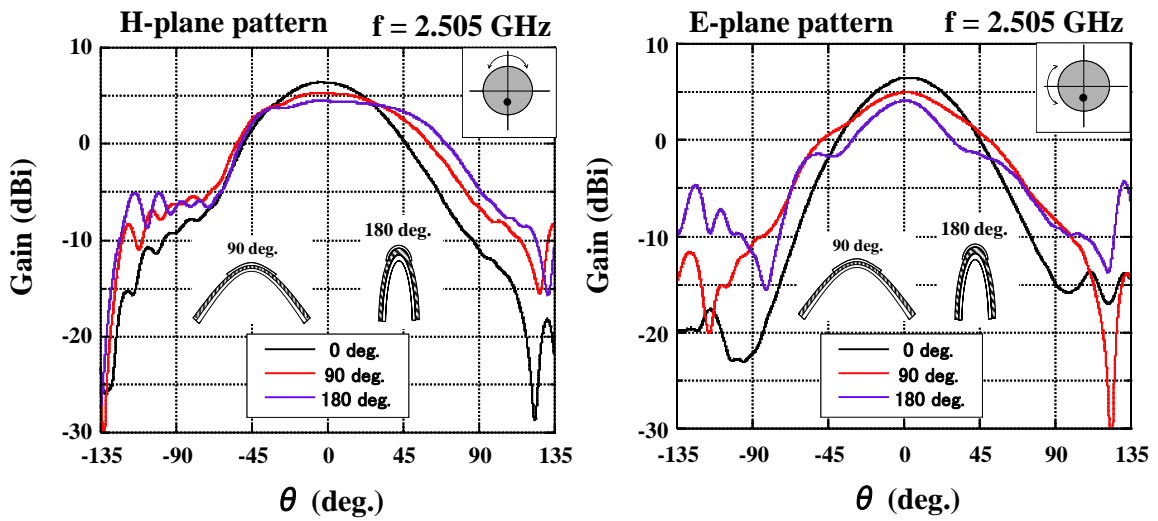 H-plane pattern f = 2.505 GHz
10
0
-10
-20
-30
Gain (dBi)
90 deg.
180 deg.
0 deg.
90 deg.
180 deg.
-135 -90 -45 0 45 90 135
θ (deg.)
E-plane pattern f = 2.505 GHz
10
0
-10
-20
-30
Gain (dBi)
90 deg.
180 deg.
0 deg.
90 deg.
180 deg.
-135 -90 -45 0 45 90 135
θ (deg.)